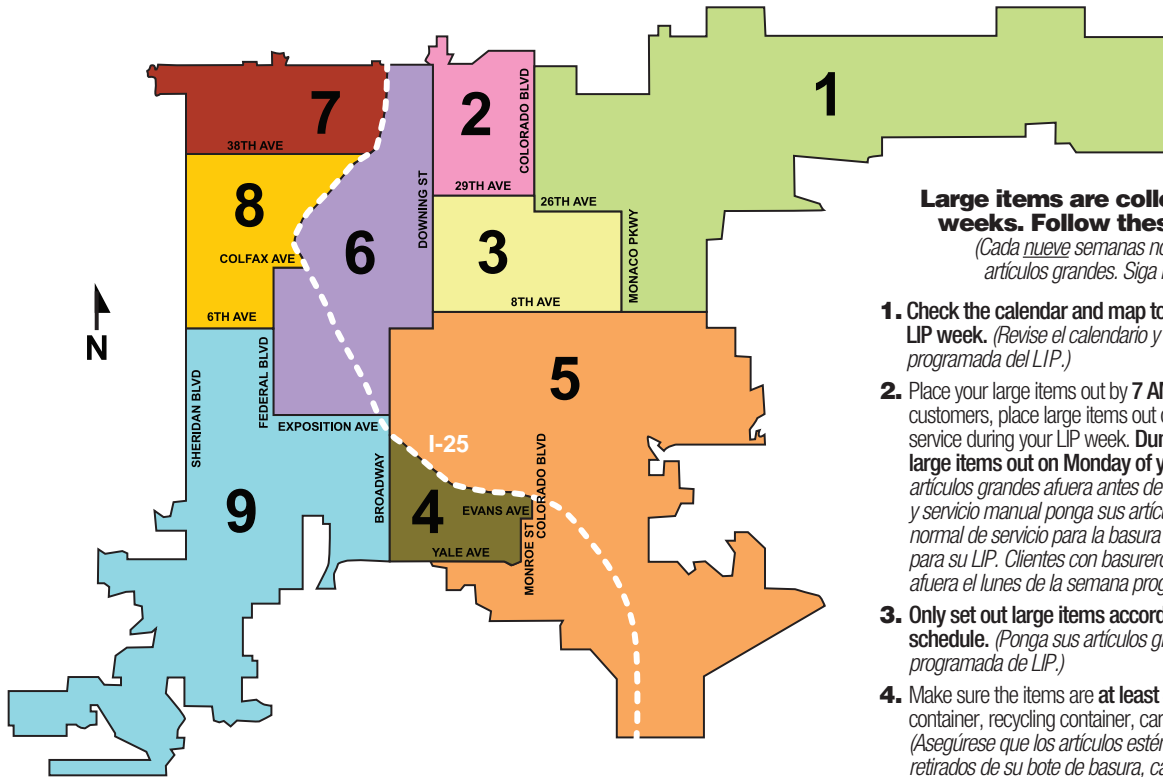 7
38TH AVE
2
COLORADO BLVD
29TH AVE
1
26TH AVE
MONACO PKWY
8
COLFAX AVE
6TH AVE
6
DOWNING ST
3
8TH AVE
N
SHERIDAN BLVD
FEDERAL BLVD
EXPOSITION AVE
BROADWAY
I-25
5
COLORADO BLVD
9
4
EVANS AVE
MONROE ST
YALE AVE
Large items are colle
weeks. Follow these
(Cada nueve semanas no
artículos grandes. Siga
1. Check the calendar and map to
LIP week. (Revise el calendario y
programada del LIP.)
2. Place your large items out by 7 AM
customers, place large items out
service during your LIP week. Dum
large items out on Monday of y
artículos grandes afuera antes de
y servicio manual ponga sus artíc
normal de servicio para la basura
para su LIP. Clientes con basurero
afuera el lunes de la semana prog
3. Only set out large items accord
schedule. (Ponga sus artículos g
programada de LIP.)
4. Make sure the items are at least
container, recycling container, car
(Asegúrese que los artículos estén
retirados de su bote de basura, ca